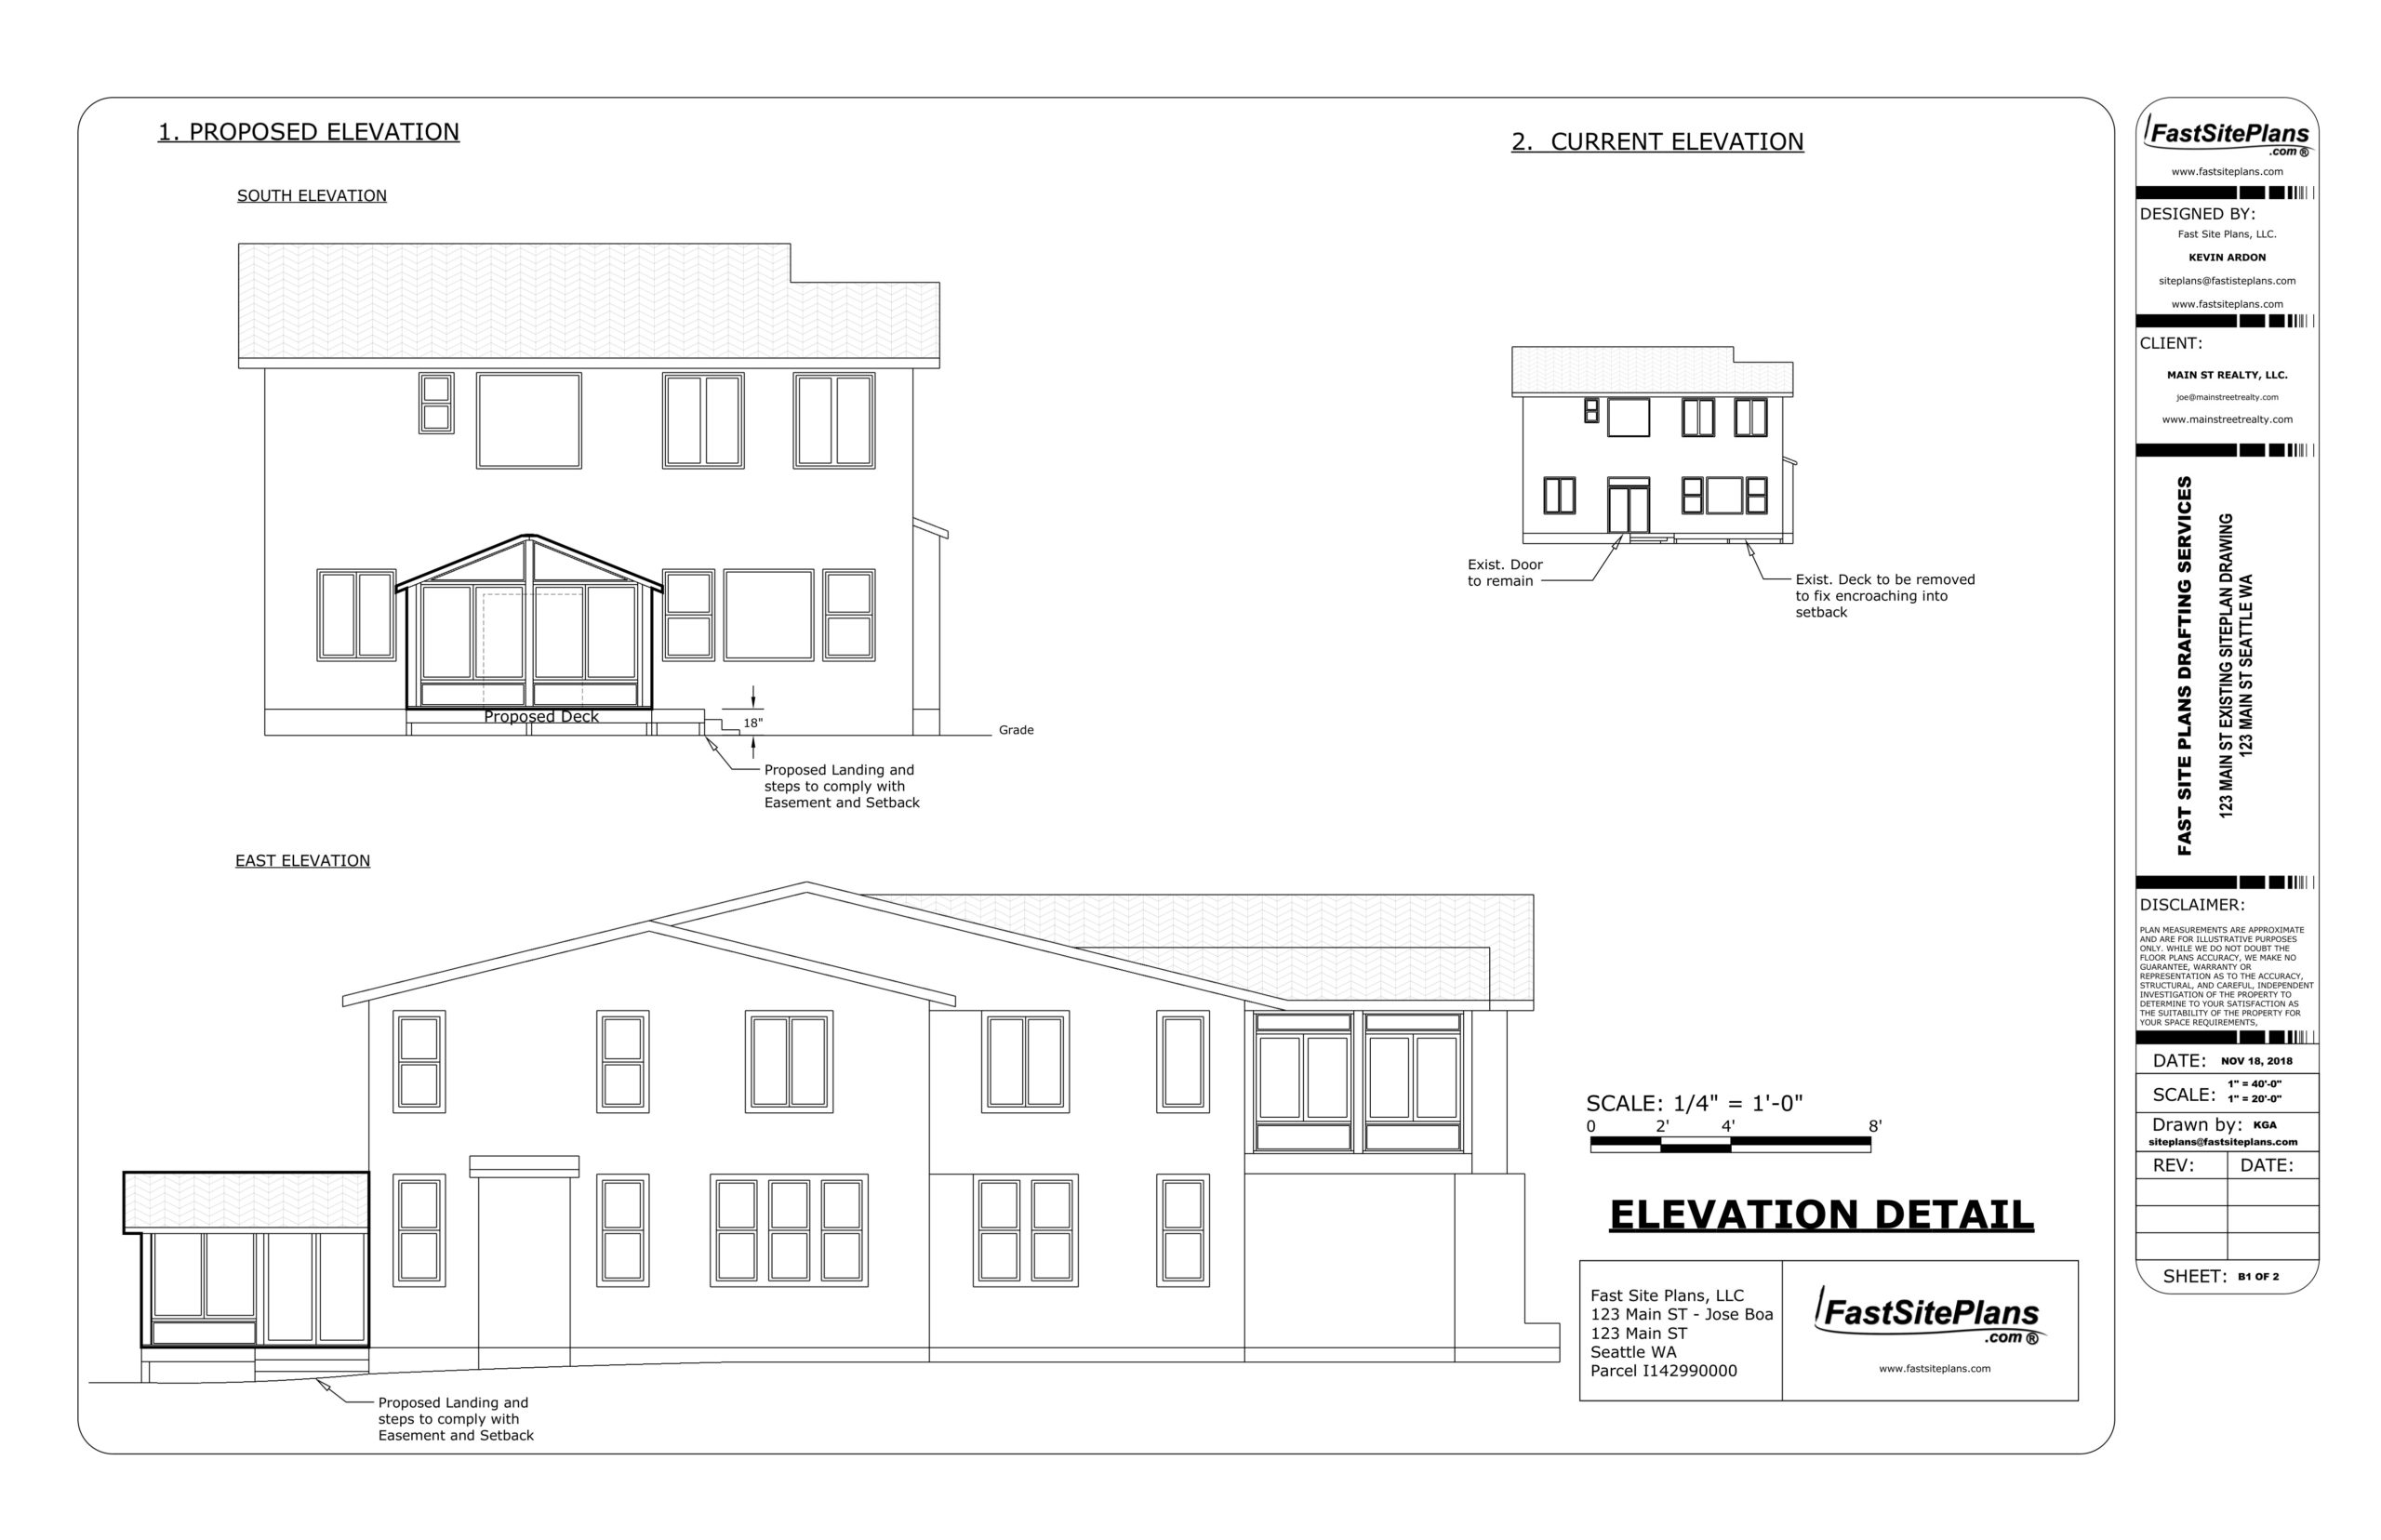 1. PROPOSED ELEVATION
SOUTH ELEVATION
Proposed Deck
18"
Grade
Proposed Landing and
steps to comply with
Easement and Setback
2. CURRENT ELEVATION
Exist. Door
to remain
Exist. Deck to be removed
to fix encroaching into
setback
EAST ELEVATION
Proposed Landing and
steps to comply with
Easement and Setback
SCALE: 1/4" = 1'-0"
0 2' 4' 8'
ELEVATION DETAIL
Fast Site Plans, LLC
123 Main ST - Jose Boa
123 Main ST
Seattle WA
Parcel I142990000
FastSitePlans
.com ®
www.fastsiteplans.com
FastSitePlans
.com ®
www.fastsiteplans.com
DESIGNED BY:
Fast Site Plans, LLC.
KEVIN ARDON
siteplans@fastisteplans.com
www.fastsiteplans.com
CLIENT:
MAIN ST REALTY, LLC.
joe@mainstreetrealty.com
www.mainstreetrealty.com
FAST SITE PLANS DRAFTING SERVICES
123 MAIN ST EXISTING SITEPLAN DRAWING
123 MAIN ST SEATTLE WA
DISCLAIMER:
PLAN MEASUREMENTS ARE APPROXIMATE
AND ARE FOR ILLUSTRATIVE PURPOSES
ONLY. WHILE WE DO NOT DOUBT THE
FLOOR PLANS ACCURACY, WE MAKE NO
GUARANTEE, WARRANTY OR
REPRESENTATION AS TO THE ACCURACY,
STRUCTURAL, AND CAREFUL, INDEPENDENT
INVESTIGATION OF THE PROPERTY TO
DETERMINE TO YOUR SATISFACTION AS
THE SUITABILITY OF THE PROPERTY FOR
YOUR SPACE REQUIREMENTS,
DATE: NOV 18, 2018
SCALE: 1" = 40'-0"
1" = 20'-0"
Drawn by: KGA
siteplans@fastsiteplans.com
REV: DATE:
SHEET: B1 OF 2